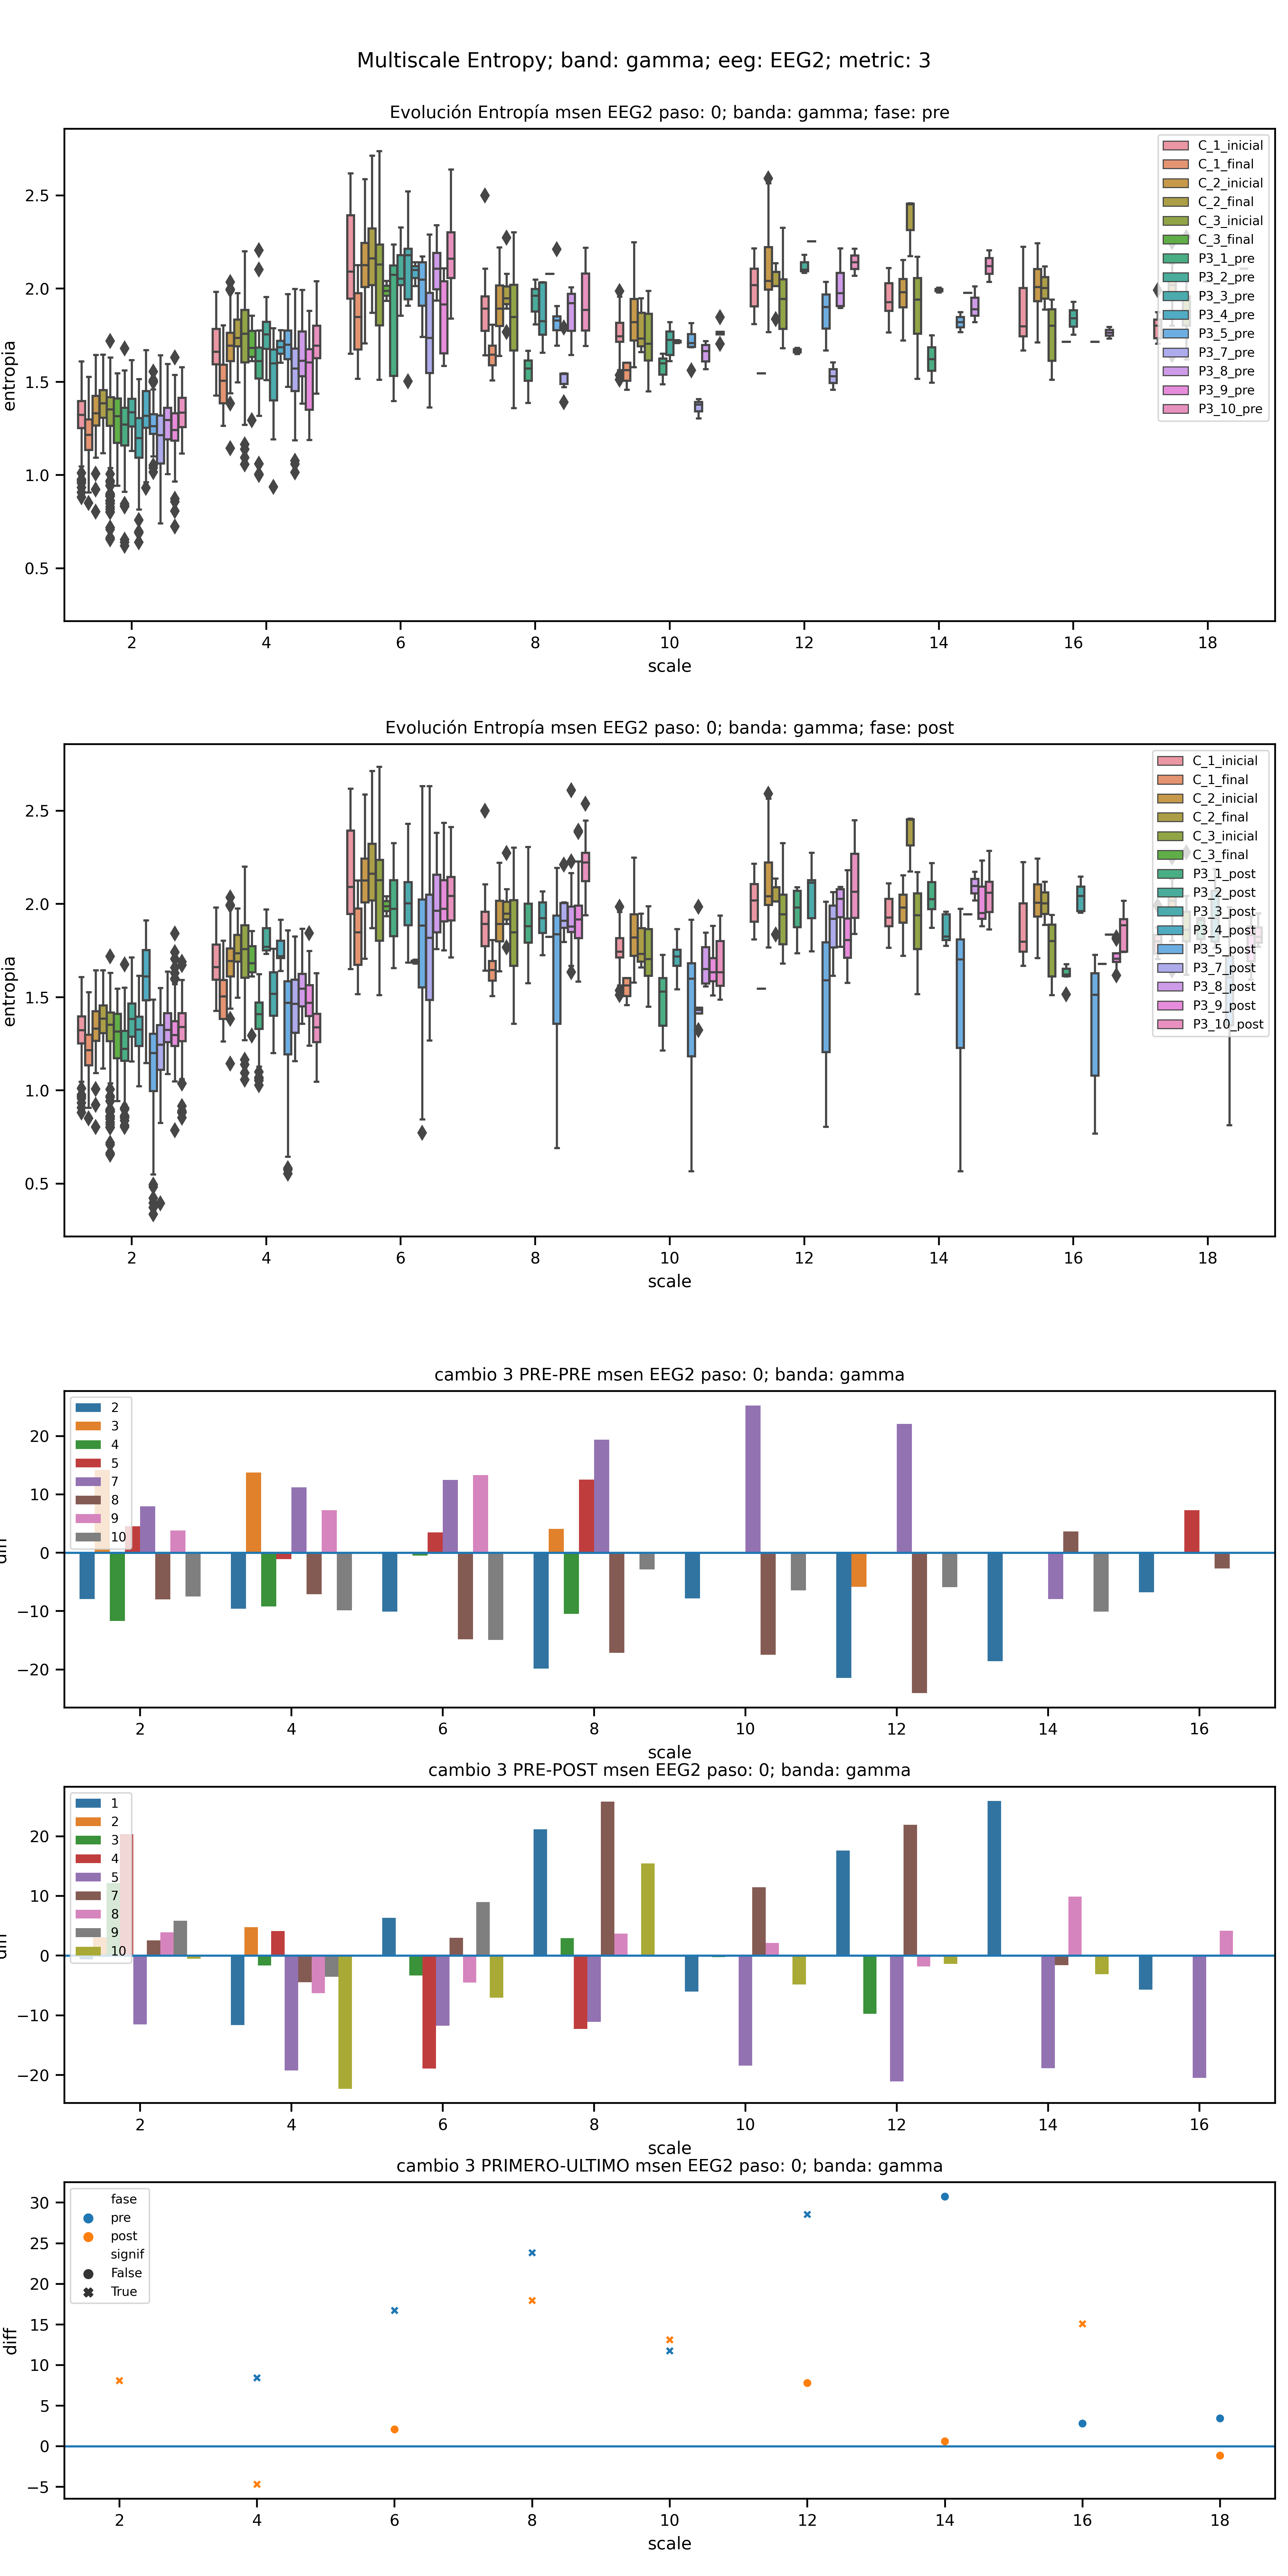 Multiscale Entropy; band: gamma; eeg: EEG2; metric: 3
Evolución Entropía msen EEG2 paso: 0; banda: gamma; fase: pre
entropia
2.5
2.0
1.5
1.0
0.5
C_1_inicial
C_1_final
C_2_inicial
C_2_final
C_3_inicial
C_3_final
P3_1_pre
P3_2_pre
P3_3_pre
P3_4_pre
P3_5_pre
P3_7_pre
P3_8_pre
P3_9_pre
P3_10_pre
2 4 6 8 10 12 14 16 18
scale
Evolución Entropía msen EEG2 paso: 0; banda: gamma; fase: post
entropia
2.5
2.0
1.5
1.0
0.5
C_1_inicial
C_1_final
C_2_inicial
C_2_final
C_3_inicial
C_3_final
P3_1_post
P3_2_post
P3_3_post
P3_4_post
P3_5_post
P3_7_post
P3_8_post
P3_9_post
P3_10_post
2 4 6 8 10 12 14 16 18
scale
cambio 3 PRE-PRE msen EEG2 paso: 0; banda: gamma
diff
20
10
0
−10
−20
2
3
4
5
7
8
9
10
2 4 6 8 10 12 14 16
scale
cambio 3 PRE-POST msen EEG2 paso: 0; banda: gamma
diff
20
10
0
−10
−20
1
2
3
4
5
7
8
9
10
2 4 6 8 10 12 14 16
scale
cambio 3 PRIMERO-ULTIMO msen EEG2 paso: 0; banda: gamma
diff
30
25
20
15
10
5
0
−5
fase
pre
post
signif
False
True
2 4 6 8 10 12 14 16 18
scale